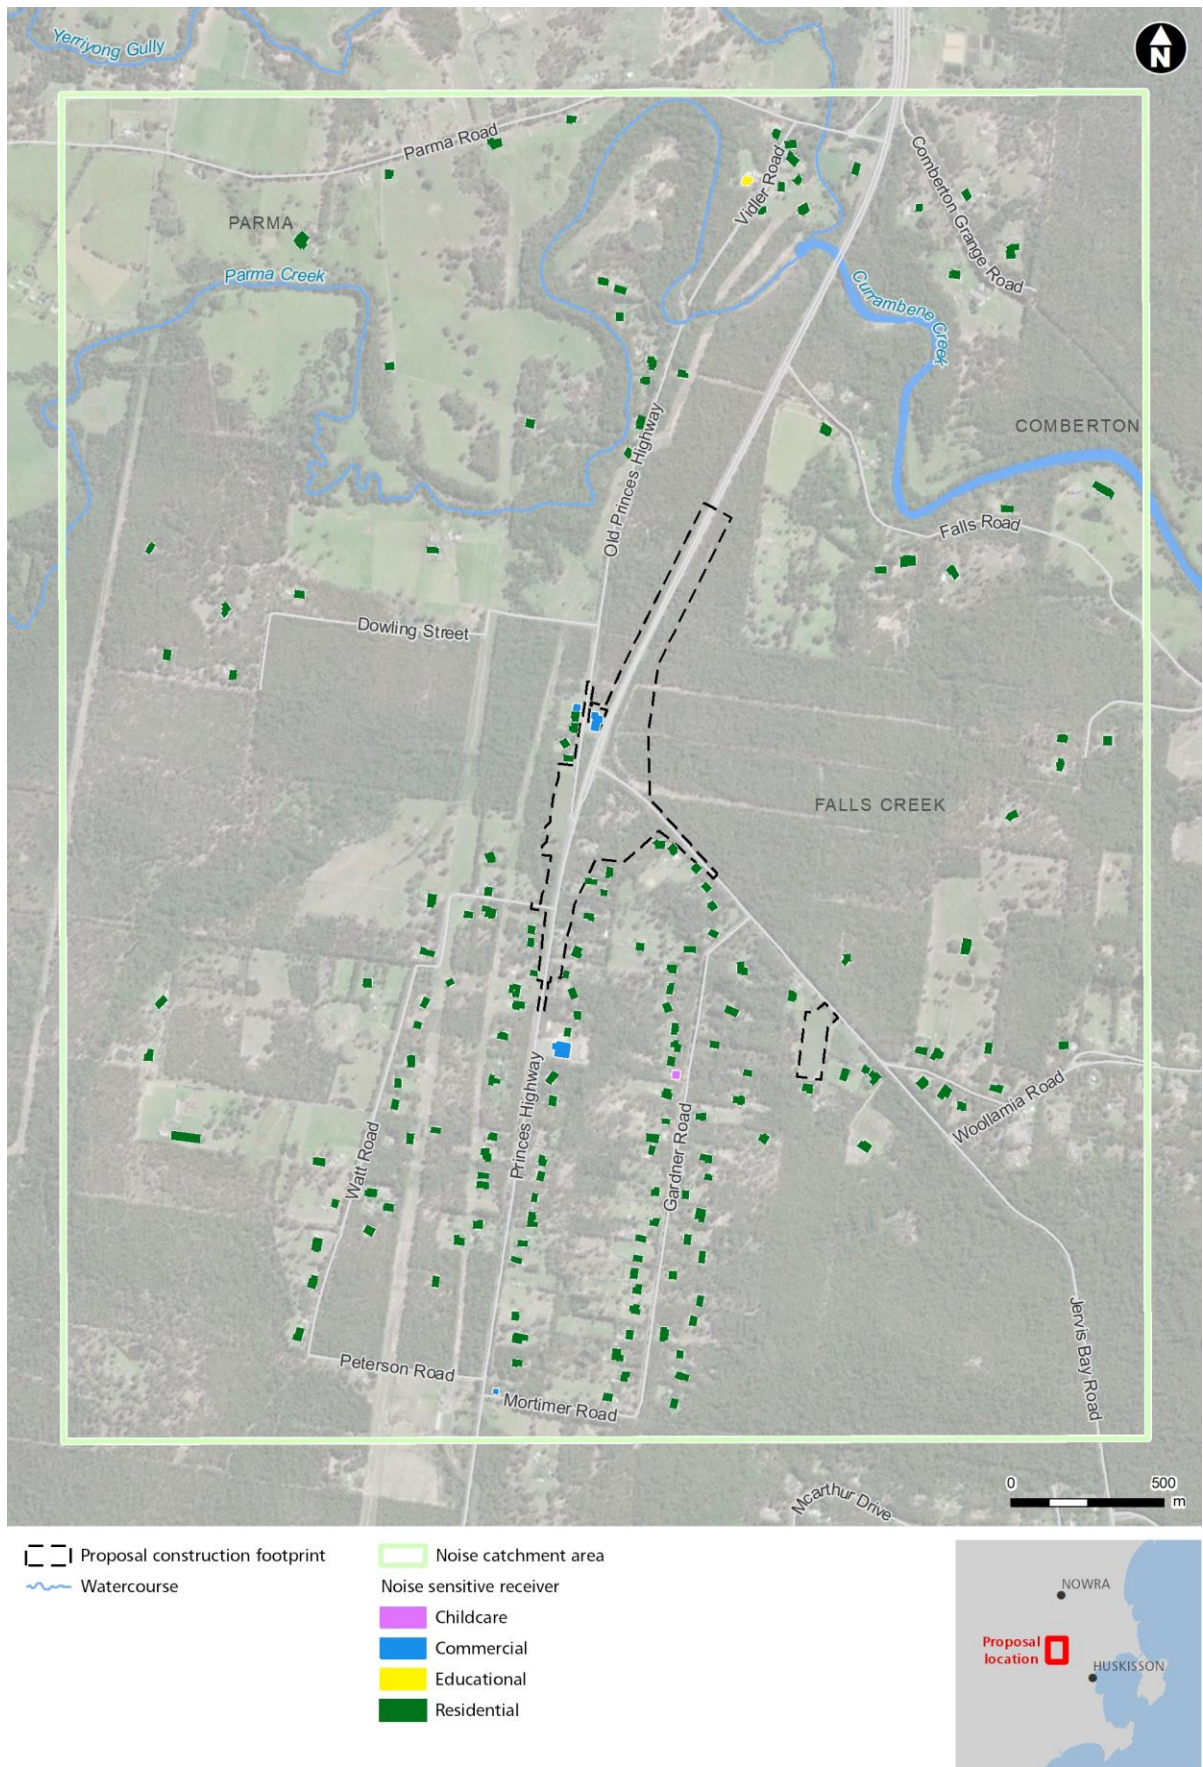 Yerriyong Gully
N
Parma Road
Comberton Grange Road
Vidler Road
PARMA
Parma Creek
Currambene Creek
COMBERTON
Old Princes Highway
Falls Road
Dowling Street
FALLS CREEK
Princes Highway
Woollamia Road
Watt Road
Gardner Road
Jervis Bay Road
Peterson Road
Mortimer Road
0 500
m
Mcarthur Drive
Proposal construction footprint
Watercourse
Noise catchment area
Noise sensitive receiver
Childcare
Commercial
Educational
Residential
NOWRA
Proposal
location
HUSKISSON